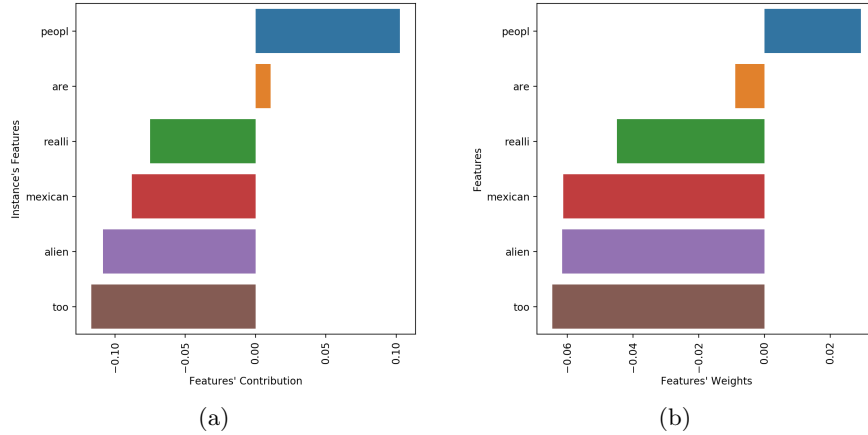 peopl
are
realli
mexican
alien
too
Instance's Features
−0.10
−0.05
0.00
0.05
0.10
Features' Contribution
(a)
peopl
are
realli
mexican
alien
too
Features
−0.06
−0.04
−0.02
0.00
0.02
Features' Weights
(b)